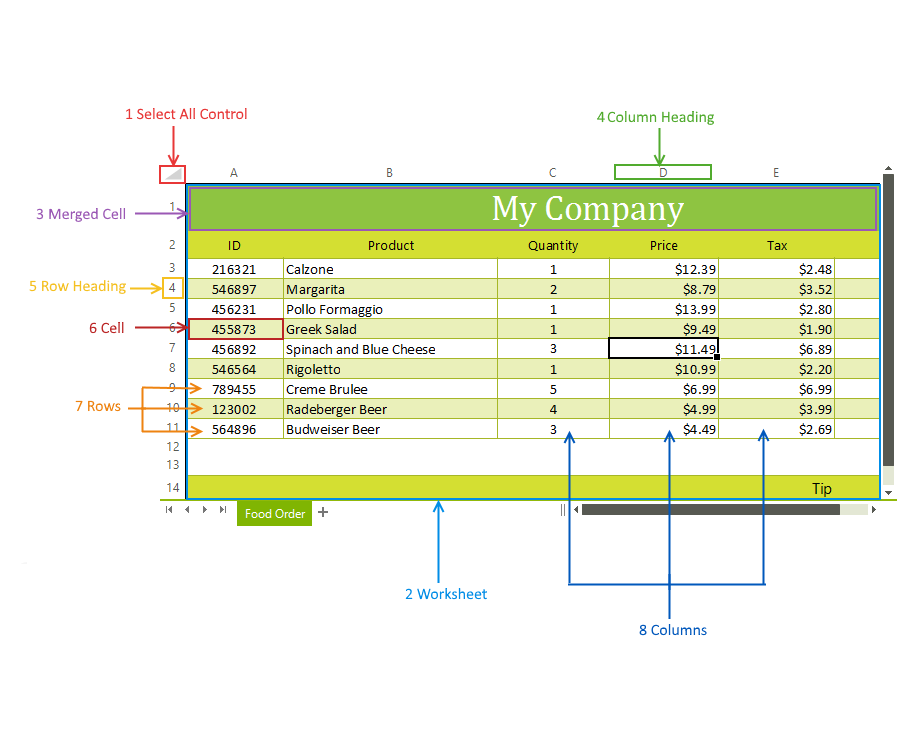 1 Select All Control
4 Column Heading
A B C D E
3 Merged Cell
1 My Company
2 ID Product Quantity Price Tax
3 216321 Calzone 1 $12.39 $2.48
5 Row Heading
4 546897 Margarita 2 $8.79 $3.52
5 456231 Pollo Formaggio 1 $13.99 $2.80
6 Cell
6 455873 Greek Salad 1 $9.49 $1.90
7 456892 Spinach and Blue Cheese 3 $11.49 $6.89
8 546564 Rigoletto 1 $10.99 $2.20
9 789455 Creme Brulee 5 $6.99 $6.99
7 Rows
10 123002 Radeberger Beer 4 $4.99 $3.99
11 564896 Budweiser Beer 3 $4.49 $2.69
12
13
14 Tip
Food Order +
2 Worksheet
8 Columns